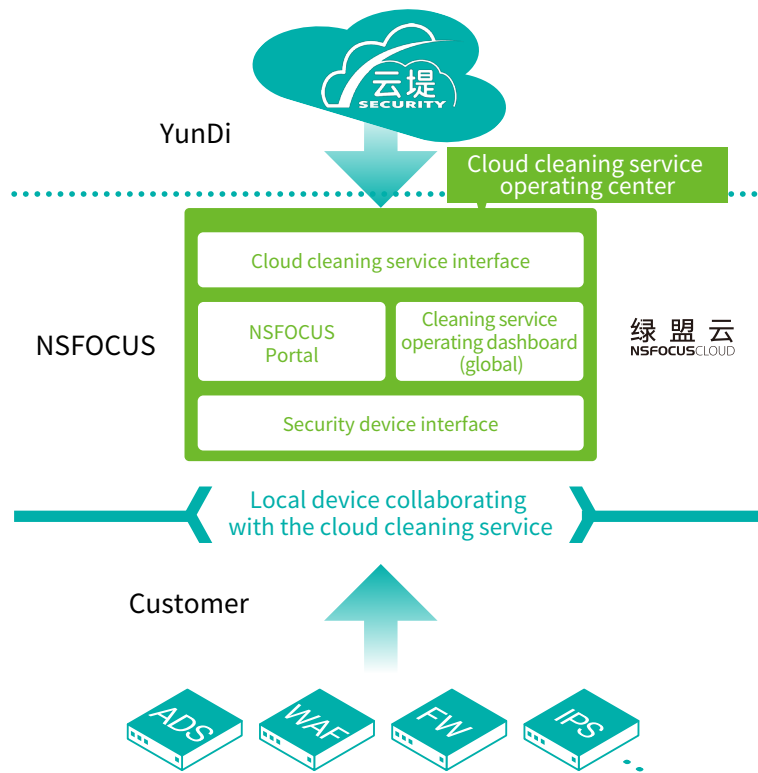 云堤
SECURITY
YunDi
Cloud cleaning service
operating center
Cloud cleaning service interface
NSFOCUS
NSFOCUS
Portal
Cleaning service
operating dashboard
(global)
绿盟云
NSFOCUSCLOUD
Security device interface
Local device collaborating
with the cloud cleaning service
Customer
ADS
WAF
FW
IPS